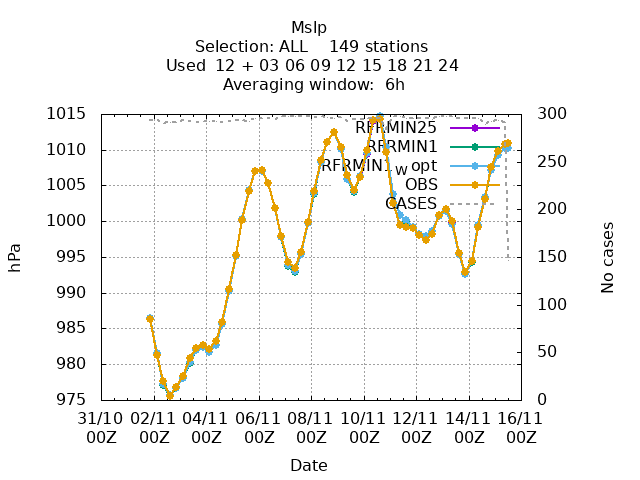 Mslp
Selection: ALL 149 stations
Used 12 + 03 06 09 12 15 18 21 24
Averaging window: 6h
1015 300
RFRMIN25
1010 RFRMIN1 250
RFRMIN1_W opt
1005 OBS
CASES 200
1000
995 150
990
100
985
980 50
975 0
hPa
No cases
31/10 02/11 04/11 06/11 08/11 10/11 12/11 14/11 16/11
00Z 00Z 00Z 00Z 00Z 00Z 00Z 00Z 00Z
Date